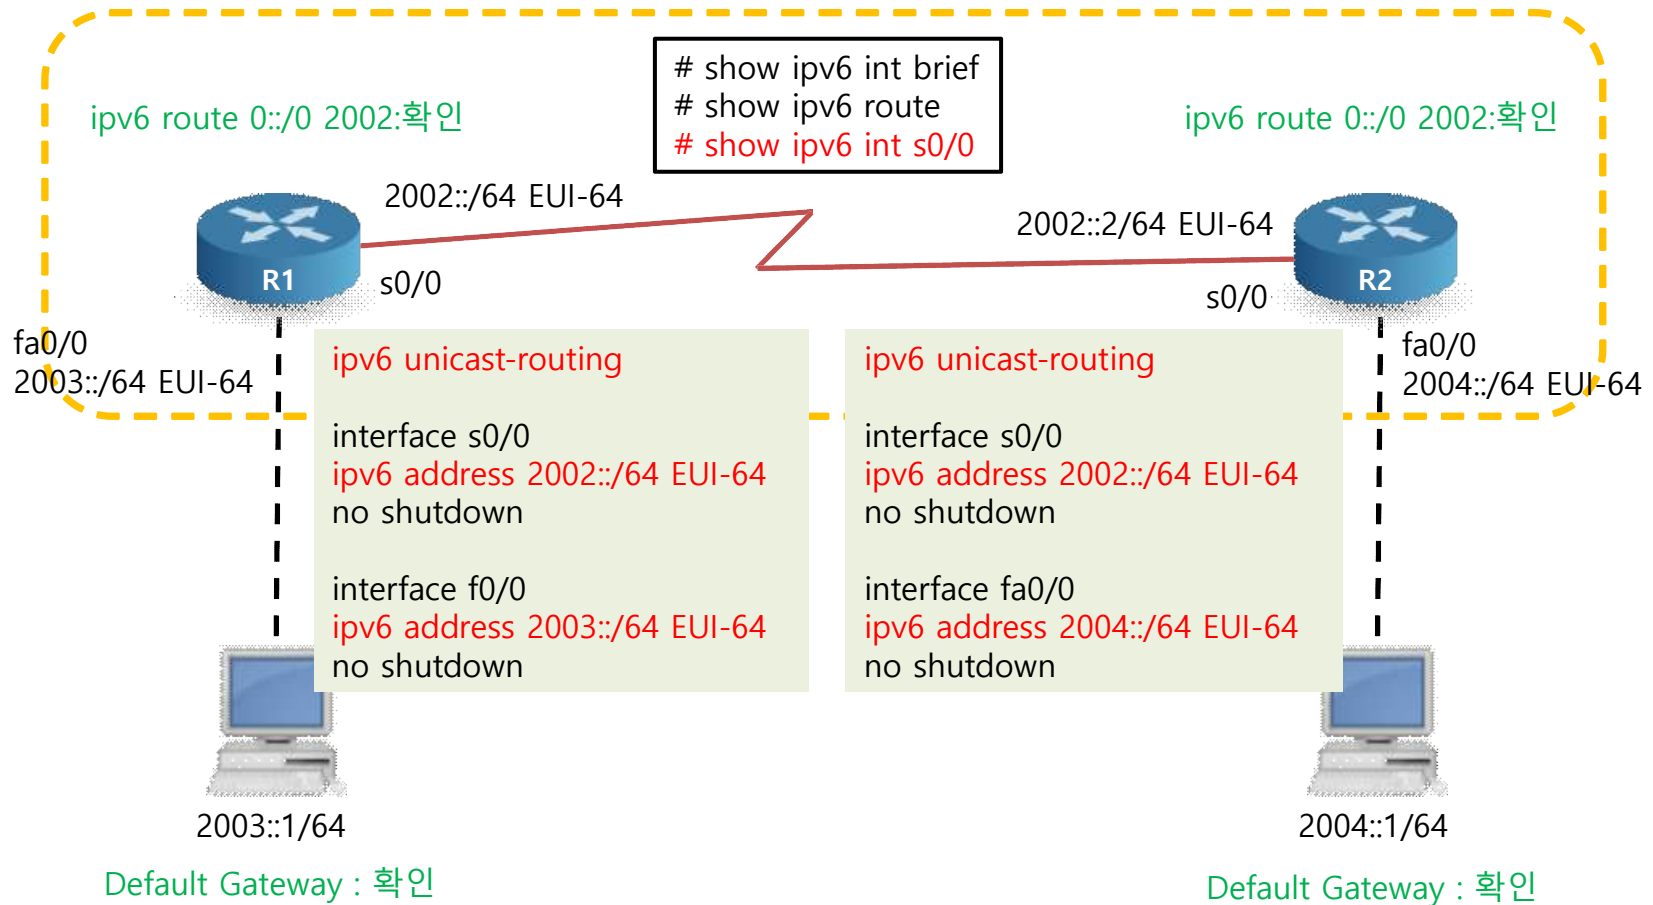 # show ipv6 int brief
# show ipv6 route
# show ipv6 int s0/0
ipv6 route 0::/0 2002:확인
ipv6 route 0::/0 2002:확인
2002::/64 EUI-64
2002::2/64 EUI-64
R1
s0/0
R2
s0/0
fa0/0
2003::/64 EUI-64
fa0/0
2004::/64 EUI-64
ipv6 unicast-routing
interface s0/0
ipv6 address 2002::/64 EUI-64
no shutdown
interface f0/0
ipv6 address 2003::/64 EUI-64
no shutdown
ipv6 unicast-routing
interface s0/0
ipv6 address 2002::/64 EUI-64
no shutdown
interface fa0/0
ipv6 address 2004::/64 EUI-64
no shutdown
2003::1/64
Default Gateway : 확인
2004::1/64
Default Gateway : 확인